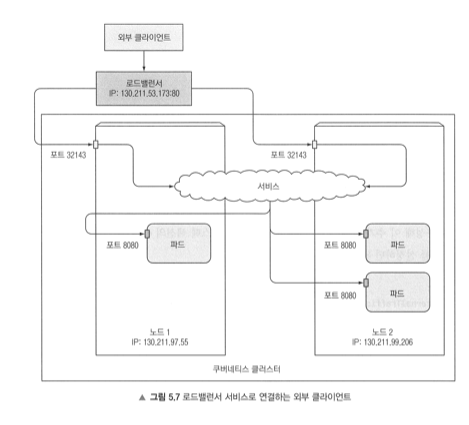 외부 클라이언트
로드밸런서
IP: 130.211.53.173:80
포트 32143
포트 32143
서비스
포트 8080
파드
포트 8080
파드
포트 8080
파드
노드 1
IP: 130.211.97.55
노드 2
IP: 130.211.99.206
쿠버네티스 클러스터
▲ 그림 5.7 로드밸런서 서비스로 연결하는 외부 클라이언트